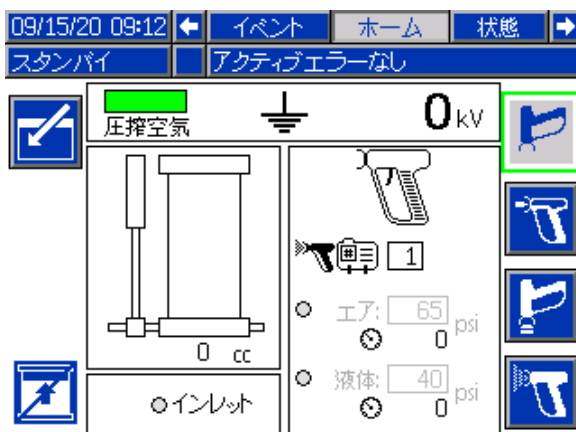 09/15/20 09:12 イベント ホーム 状態
スタンバイ アクティブエラーなし
圧搾空気 0 kV
# 1
エア: 65 psi
0
0 cc
液体: 40 psi
0
インレット